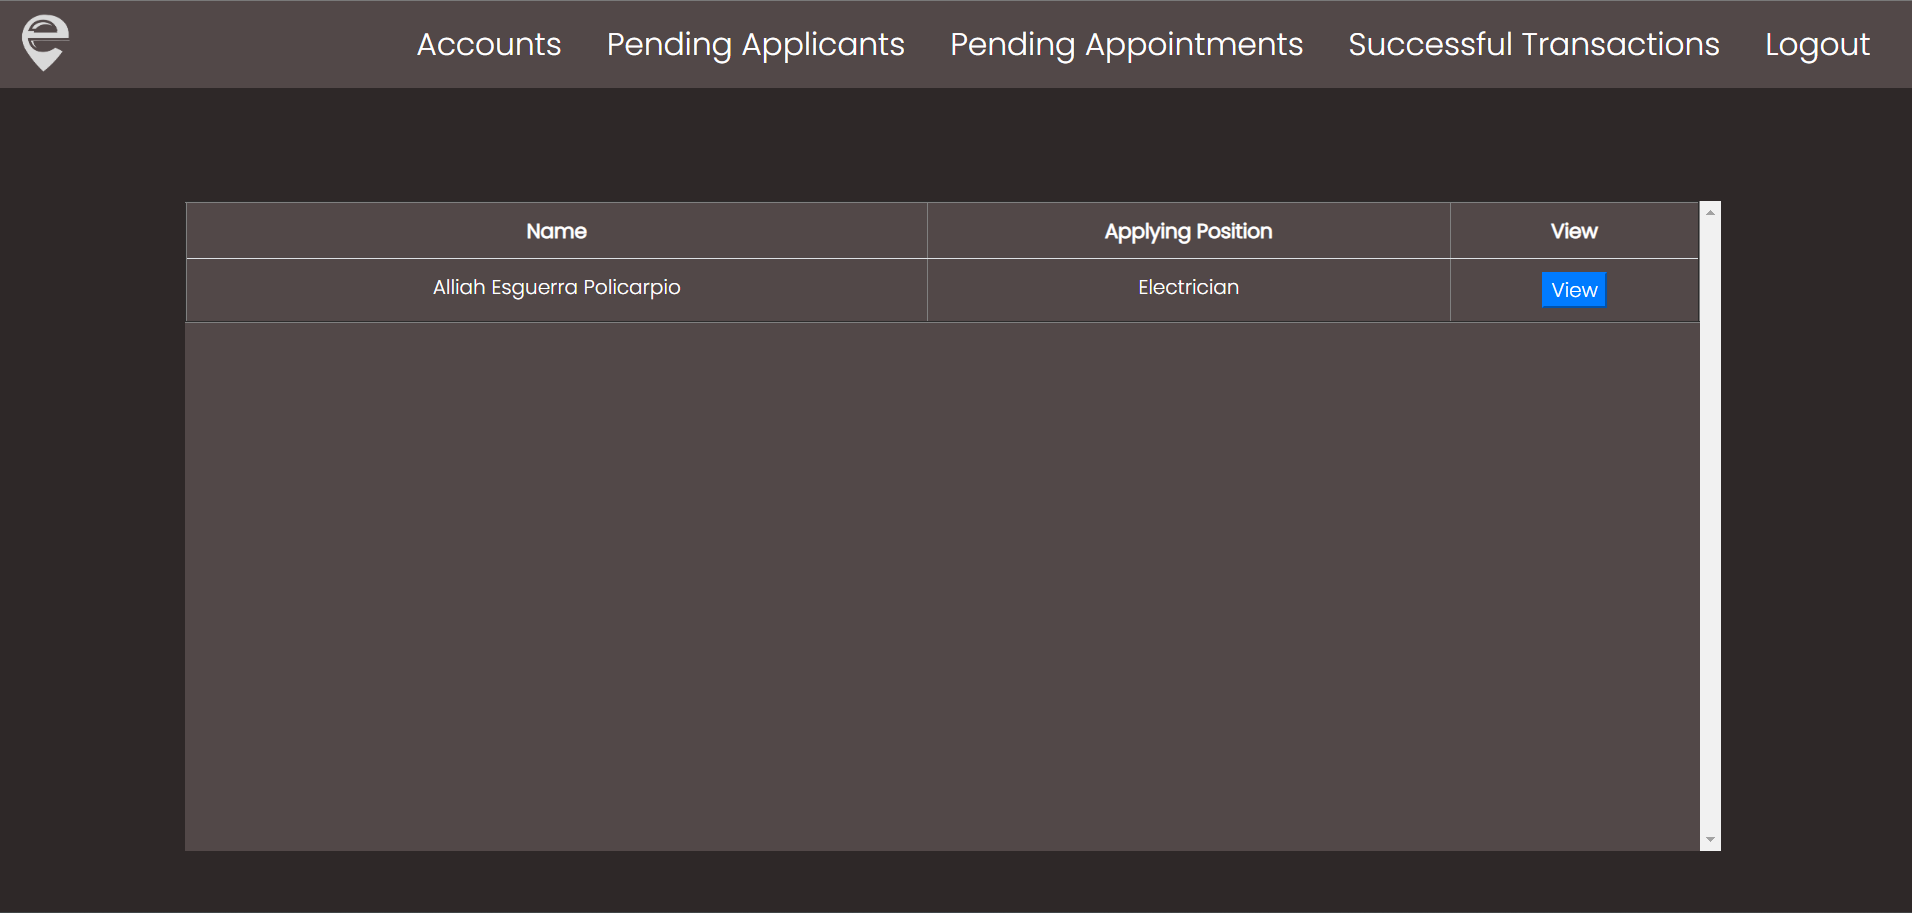 Accounts Pending Applicants Pending Appointments Successful Transactions Logout
Name Applying Position View
Alliah Esguerra Policarpio Electrician View